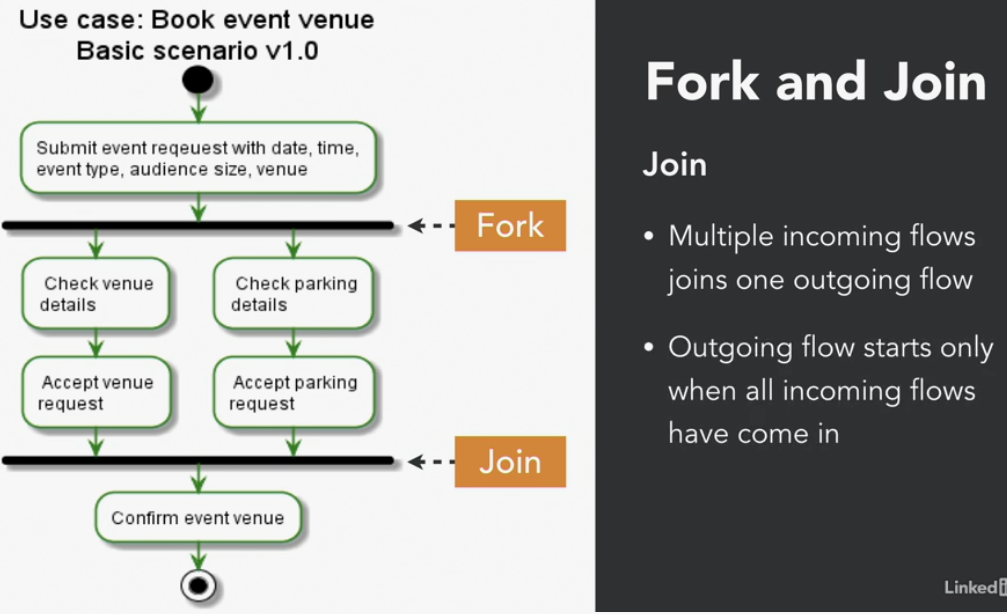 Use case: Book event venue
Basic scenario v1.0
Submit event reqeuest with date, time,
event type, audience size, venue
Fork
Check venue
details
Check parking
details
Accept venue
request
Accept parking
request
Join
Confirm event venue
Fork and Join
Join
• Multiple incoming flows
joins one outgoing flow
• Outgoing flow starts only
when all incoming flows
have come in
Linked